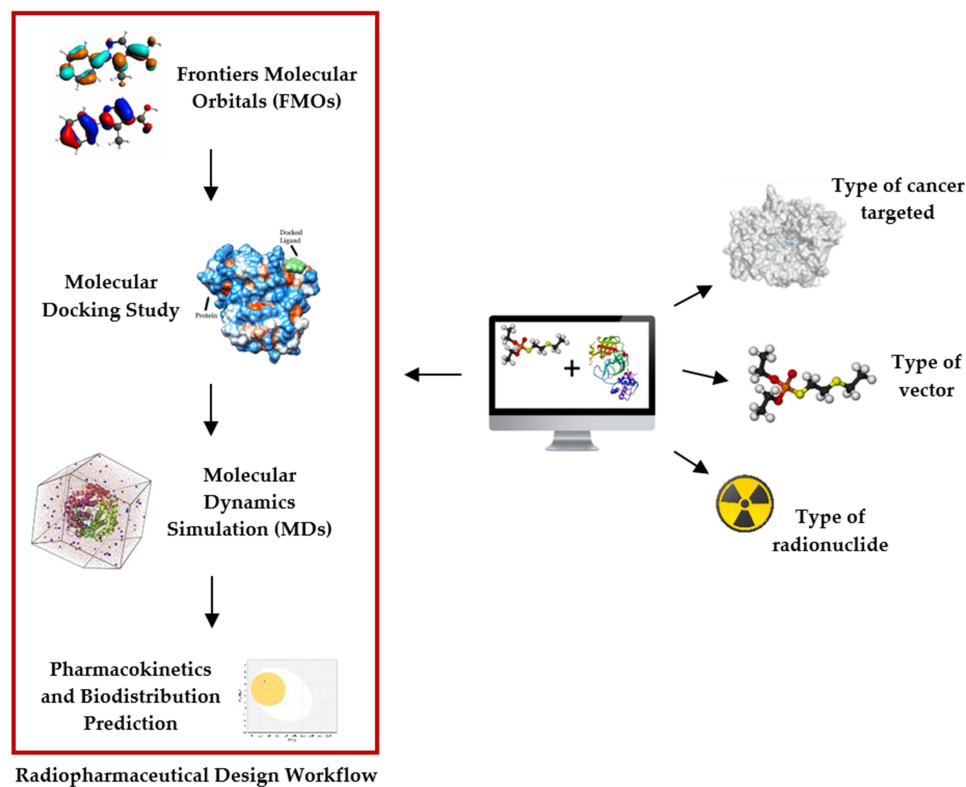 Frontiers Molecular
Orbitals (FMOs)
Docked
Ligand
Molecular
Docking Study
Protein
Molecular
Dynamics
Simulation (MDs)
Pharmacokinetics
and Biodistribution
Prediction
Radiopharmaceutical Design Workflow
+
Type of cancer
targeted
Type of
vector
Type of
radionuclide